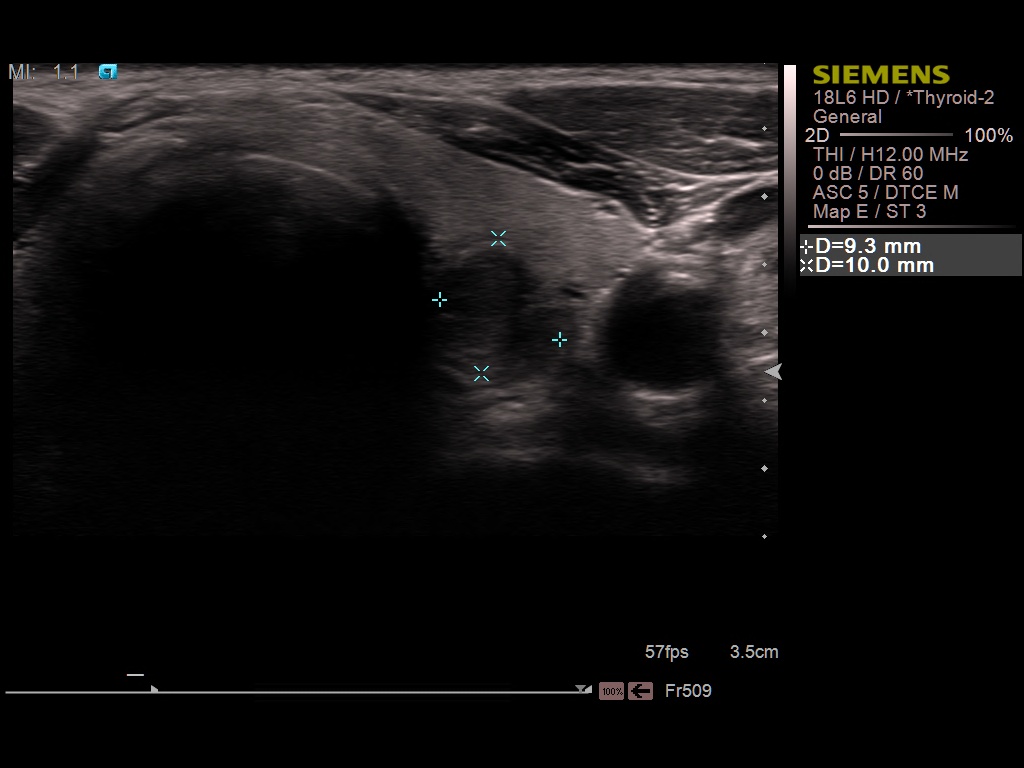 MI: 1.1
SIEMENS
18L6 HD / *Thyroid-2
General
2D 100%
THI / H12.00 MHz
0 dB / DR 60
ASC 5 / DTCE M
Map E / ST 3
D=9.3 mm
D=10.0 mm
57fps 3.5cm
100% Fr509